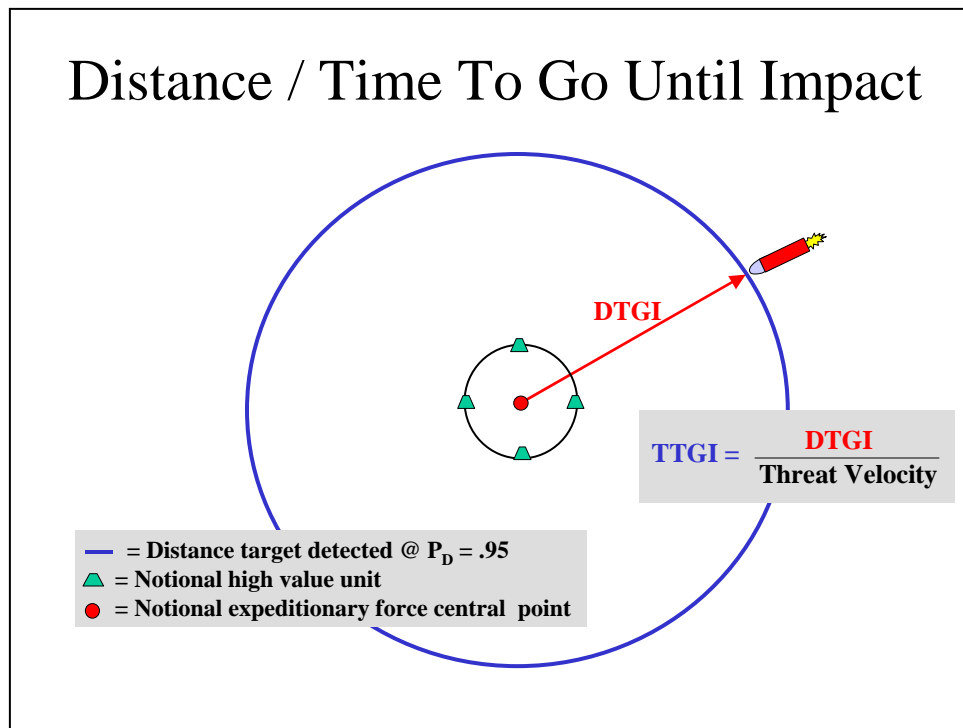 Distance / Time To Go Until Impact
DTGI
TTGI = DTGI
Threat Velocity
= Distance target detected @ PD = .95
= Notional high value unit
= Notional expeditionary force central point